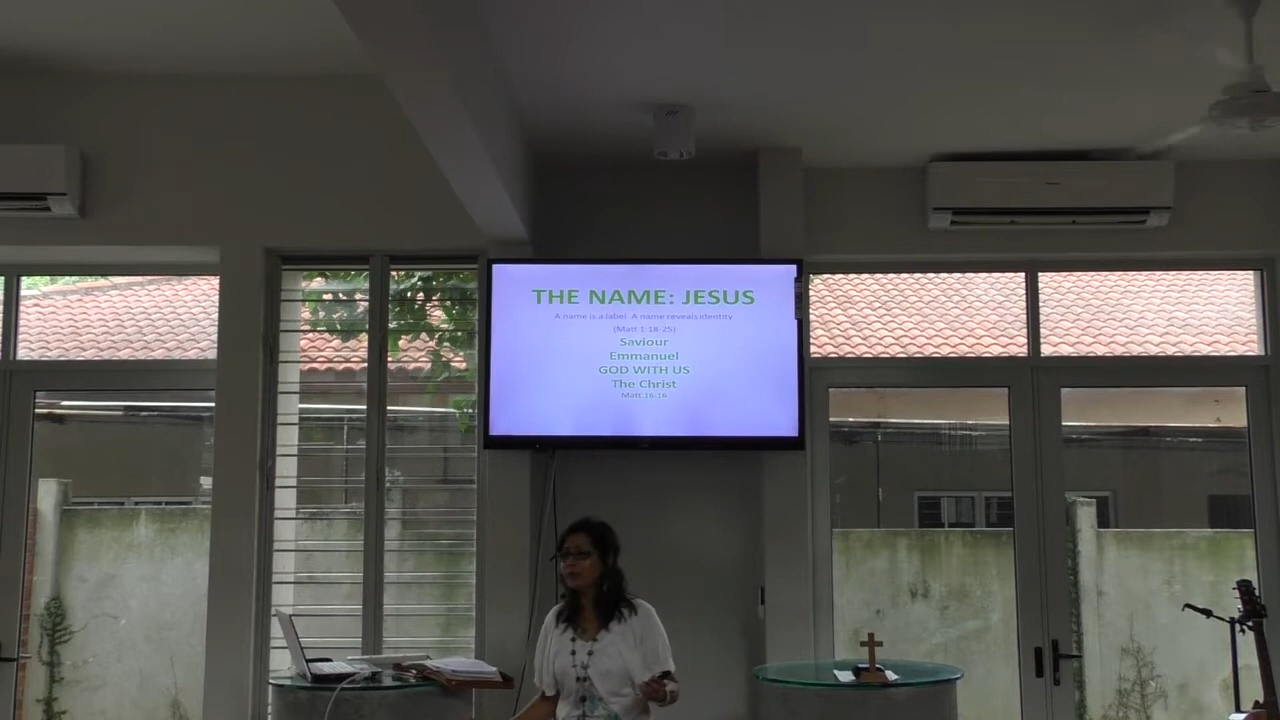 THE NAME: JESUS
A name is a label. A name reveals identity
(Matt 1:18-25)
Saviour
Emmanuel
GOD WITH US
The Christ
Matt.16:16